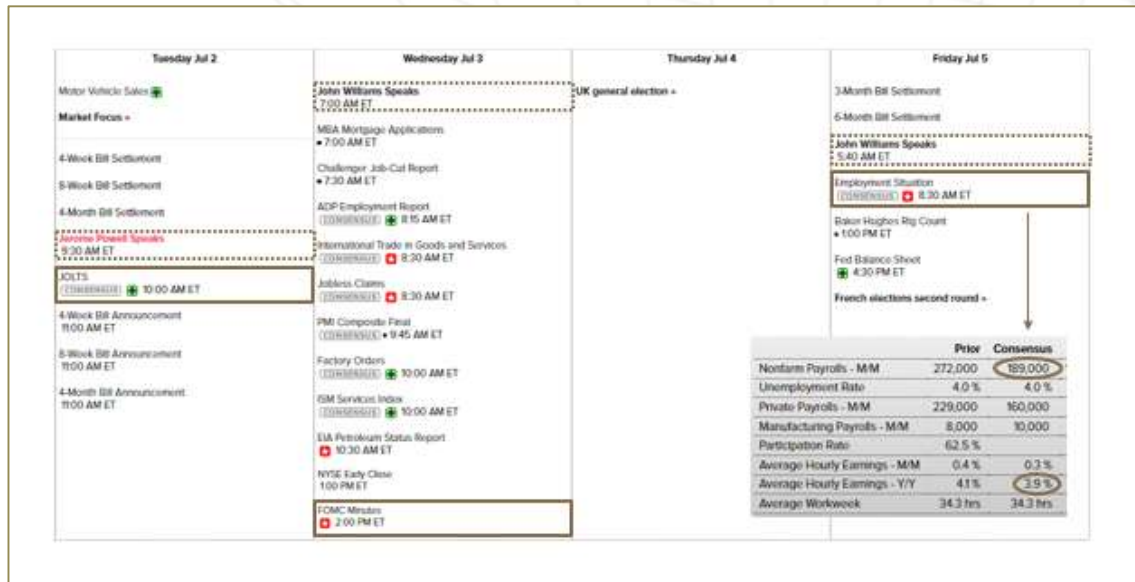 Tuesday Jul 2
Motor Vehicle Sales
Market Focus »
4-Week Bill Settlement
8-Week Bill Settlement
4-Month Bill Settlement
Jerome Powell Speaks
9:30 AM ET
JOLTS
CONSENSUS 10:00 AM ET
4-Week Bill Announcement
11:00 AM ET
8-Week Bill Announcement
11:00 AM ET
4-Month Bill Announcement
11:00 AM ET
Wednesday Jul 3
John Williams Speaks
7:00 AM ET
MBA Mortgage Applications
• 7:00 AM ET
Challenger Job-Cut Report
• 7:30 AM ET
ADP Employment Report
CONSENSUS 8:15 AM ET
International Trade in Goods and Services
CONSENSUS 8:30 AM ET
Jobless Claims
CONSENSUS 8:30 AM ET
PMI Composite Final
CONSENSUS • 9:45 AM ET
Factory Orders
CONSENSUS 10:00 AM ET
ISM Services Index
CONSENSUS 10:00 AM ET
EIA Petroleum Status Report
10:30 AM ET
NYSE Early Close
1:00 PM ET
FOMC Minutes
2:00 PM ET
Thursday Jul 4
UK general election »
Friday Jul 5
3-Month Bill Settlement
6-Month Bill Settlement
John Williams Speaks
5:40 AM ET
Employment Situation
CONSENSUS 8:30 AM ET
Baker Hughes Rig Count
• 1:00 PM ET
Fed Balance Sheet
4:30 PM ET
French elections second round »
Prior Consensus
Nonfarm Payrolls - M/M 272,000 189,000
Unemployment Rate 4.0 % 4.0 %
Private Payrolls - M/M 229,000 160,000
Manufacturing Payrolls - M/M 8,000 10,000
Participation Rate 62.5 %
Average Hourly Earnings - M/M 0.4 % 0.3 %
Average Hourly Earnings - Y/Y 4.1 % 3.9 %
Average Workweek 34.3 hrs 34.3 hrs